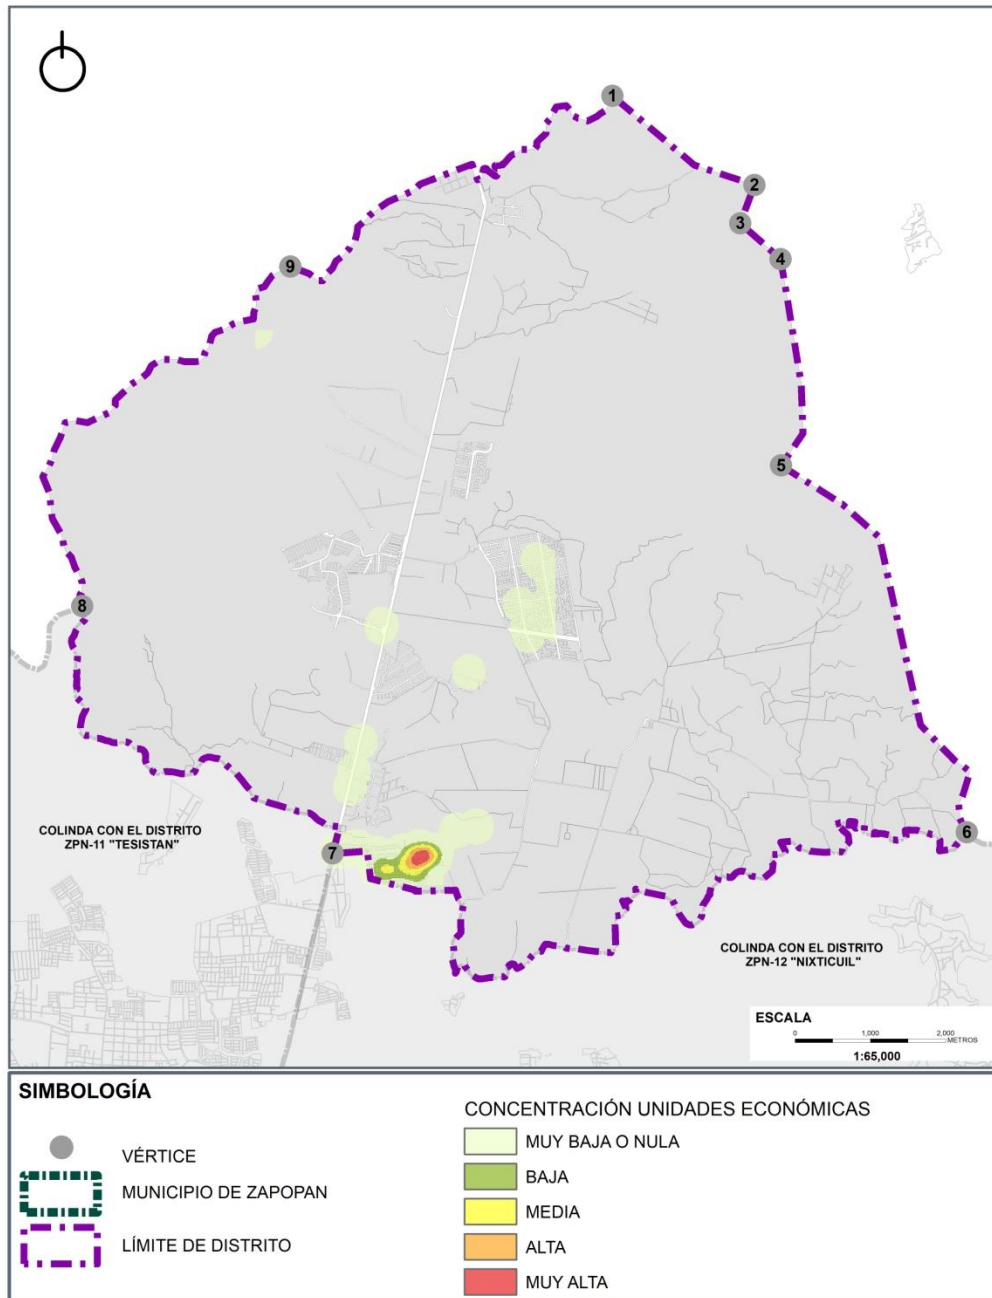 1
2
3
4
9
5
8
6
7
COLINDA CON EL DISTRITO
ZPN-11 "TESISTAN"
COLINDA CON EL DISTRITO
ZPN-12 "NIXTICUIL"
ESCALA
0 1,000 2,000
METROS
1:65,000
SIMBOLOGÍA
VÉRTICE
MUNICIPIO DE ZAPOPAN
LÍMITE DE DISTRITO
CONCENTRACIÓN UNIDADES ECONÓMICAS
MUY BAJA O NULA
BAJA
MEDIA
ALTA
MUY ALTA